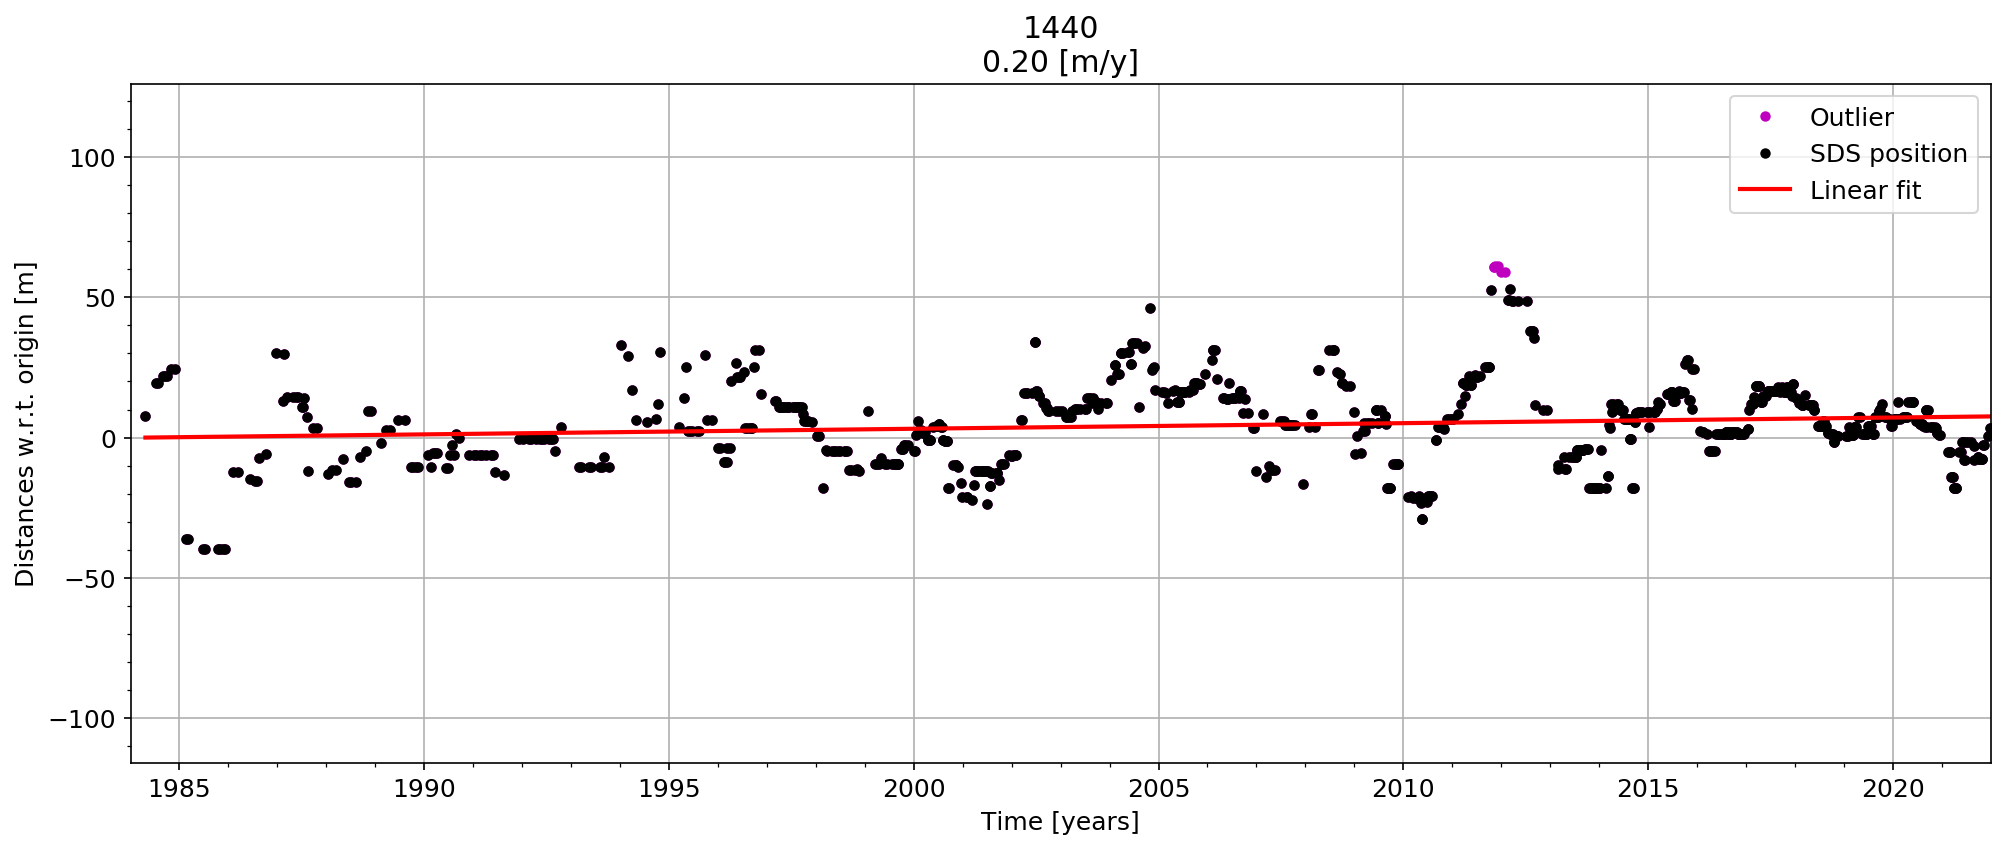 1440
0.20 [m/y]
Outlier
SDS position
Linear fit
Distances w.r.t. origin [m]
100
50
0
−50
−100
1985 1990 1995 2000 2005 2010 2015 2020
Time [years]